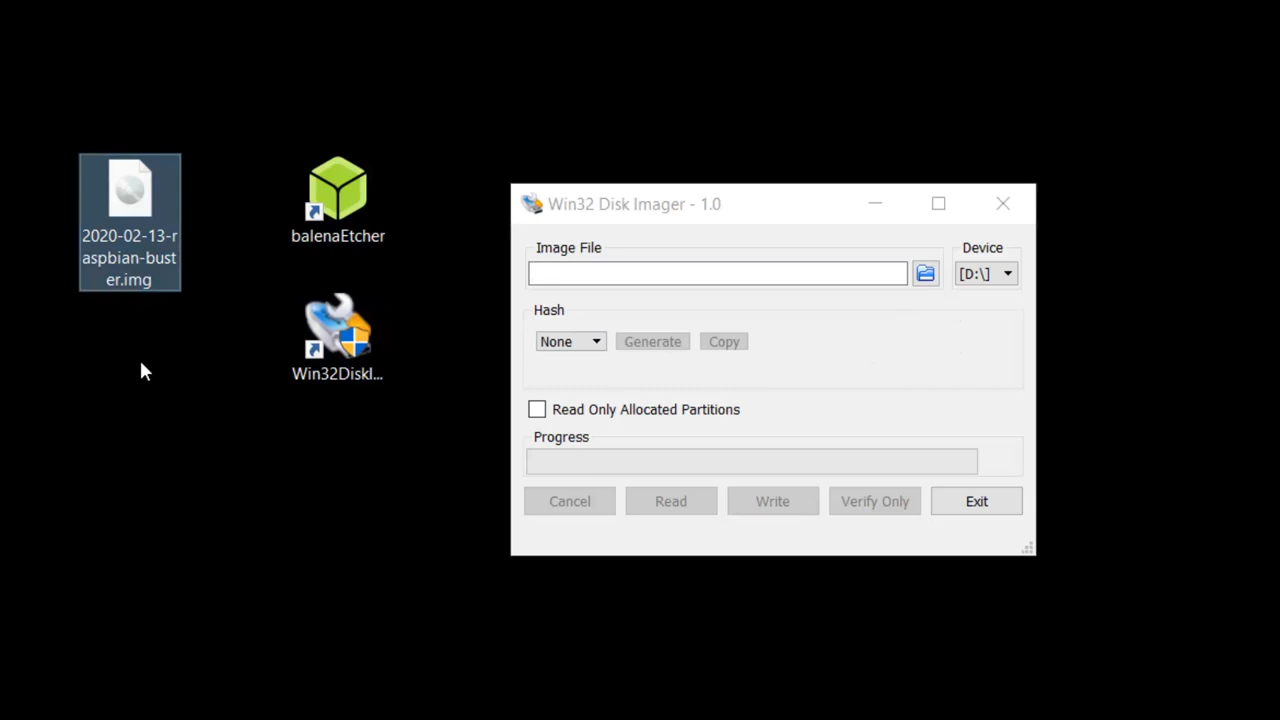 2020-02-13-r
aspbian-bust
er.img
balenaEtcher
Win32DiskI...
Win32 Disk Imager - 1.0
Image File
Device
[D:\]
Hash
None
Generate
Copy
Read Only Allocated Partitions
Progress
Cancel
Read
Write
Verify Only
Exit